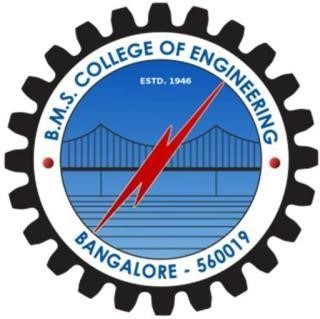 B.M.S. COLLEGE OF ENGINEERING
ESTD. 1946
BANGALORE - 560019